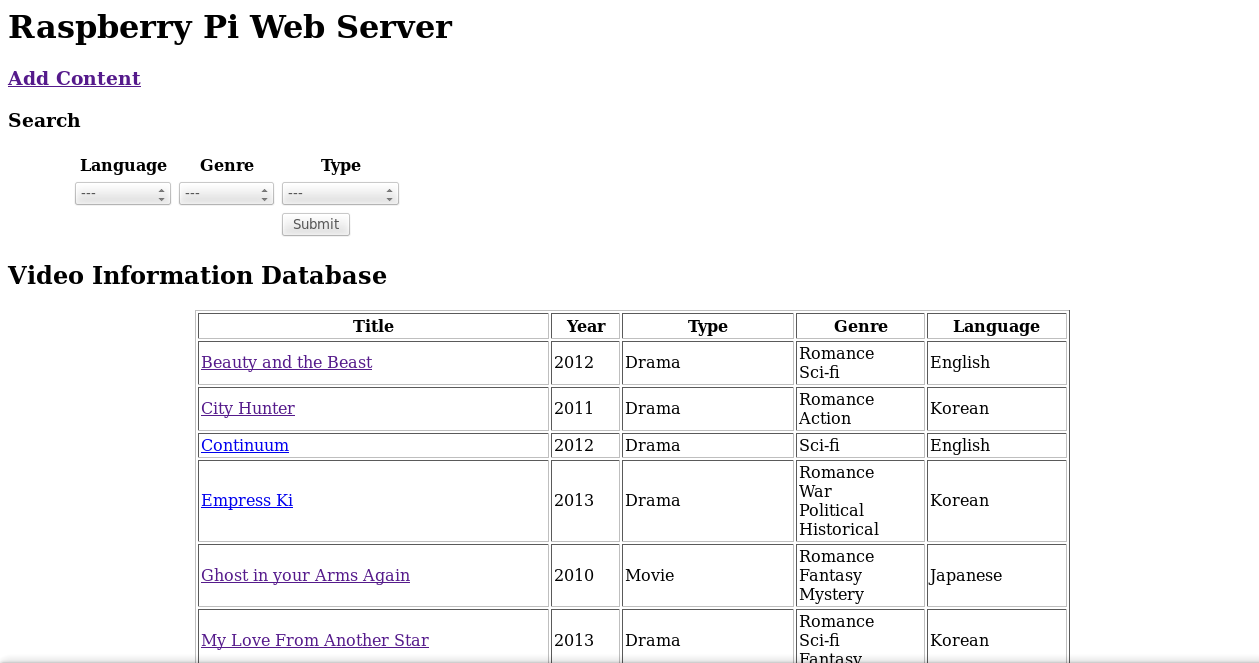 Raspberry Pi Web Server
Add Content
Search
Language Genre Type
--- --- ---
Submit
Video Information Database
Title Year Type Genre Language
Beauty and the Beast 2012 Drama Romance English
Sci-fi
City Hunter 2011 Drama Romance Korean
Action
Continuum 2012 Drama Sci-fi English
Empress Ki 2013 Drama Romance Korean
War
Political
Historical
Ghost in your Arms Again 2010 Movie Romance Japanese
Fantasy
Mystery
My Love From Another Star 2013 Drama Romance Korean
Sci-fi
Fantasy